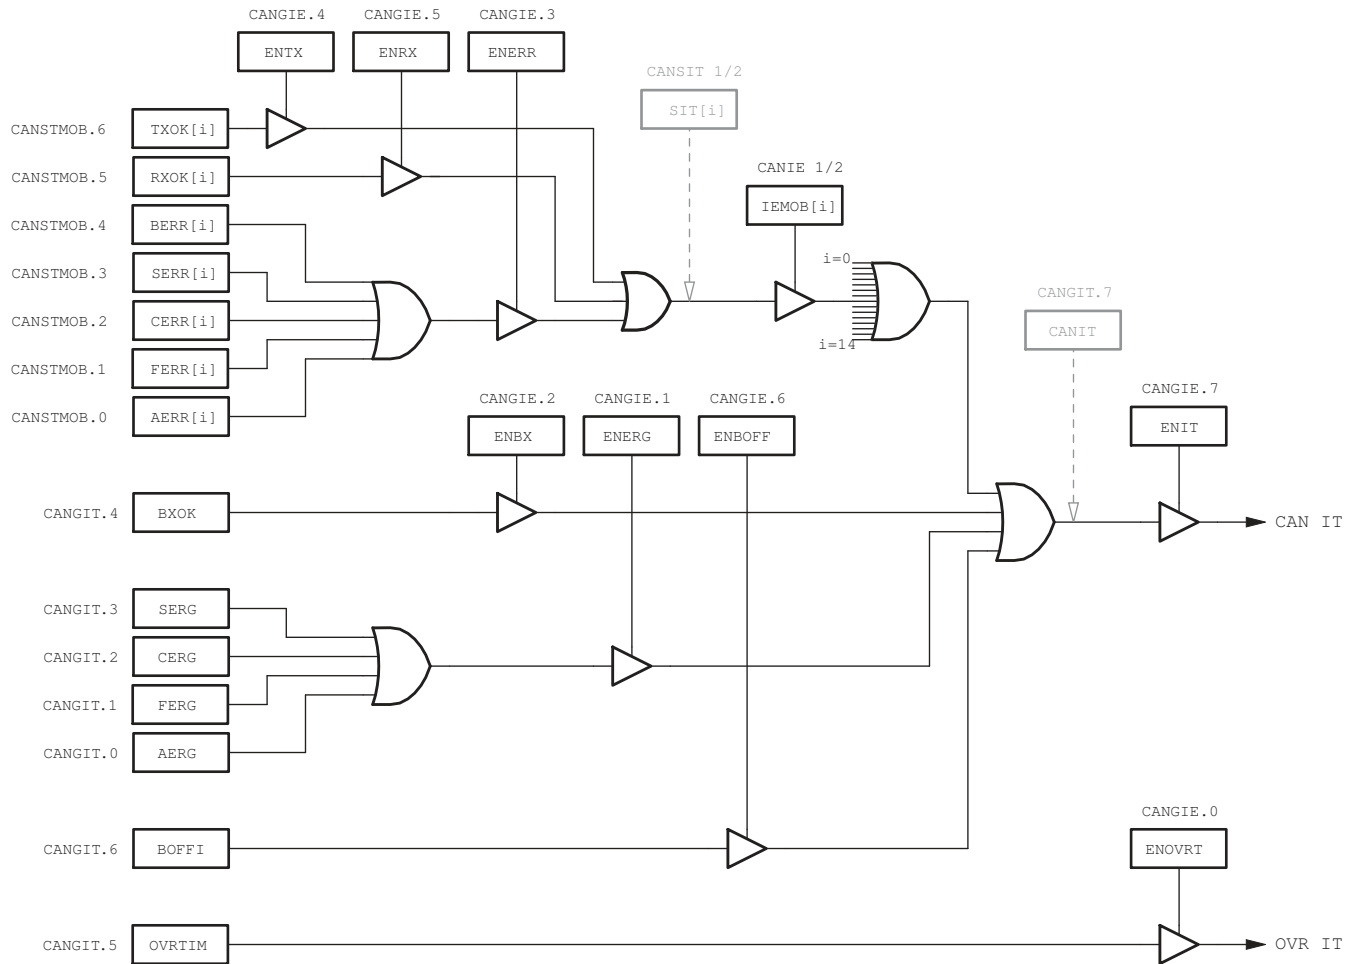 CANGIE.4 CANGIE.5 CANGIE.3
ENTX ENRX ENERR
CANSIT 1/2
SIT[i]
CANSTMOB.6 TXOK[i]
CANSTMOB.5 RXOK[i]
CANIE 1/2
IEMOB[i]
CANSTMOB.4 BERR[i]
i=0
CANSTMOB.3 SERR[i]
CANGIT.7
CANSTMOB.2 CERR[i]
CANIT
i=14
CANSTMOB.1 FERR[i]
CANGIE.7
CANGIE.2 CANGIE.1 CANGIE.6
CANSTMOB.0 AERR[i]
ENIT
ENBX ENERG ENBOFF
CANGIT.4 BXOK
CAN IT
CANGIT.3 SERG
CANGIT.2 CERG
CANGIT.1 FERG
CANGIT.0 AERG
CANGIE.0
CANGIT.6 BOFFI
ENOVRT
CANGIT.5 OVRTIM
OVR IT